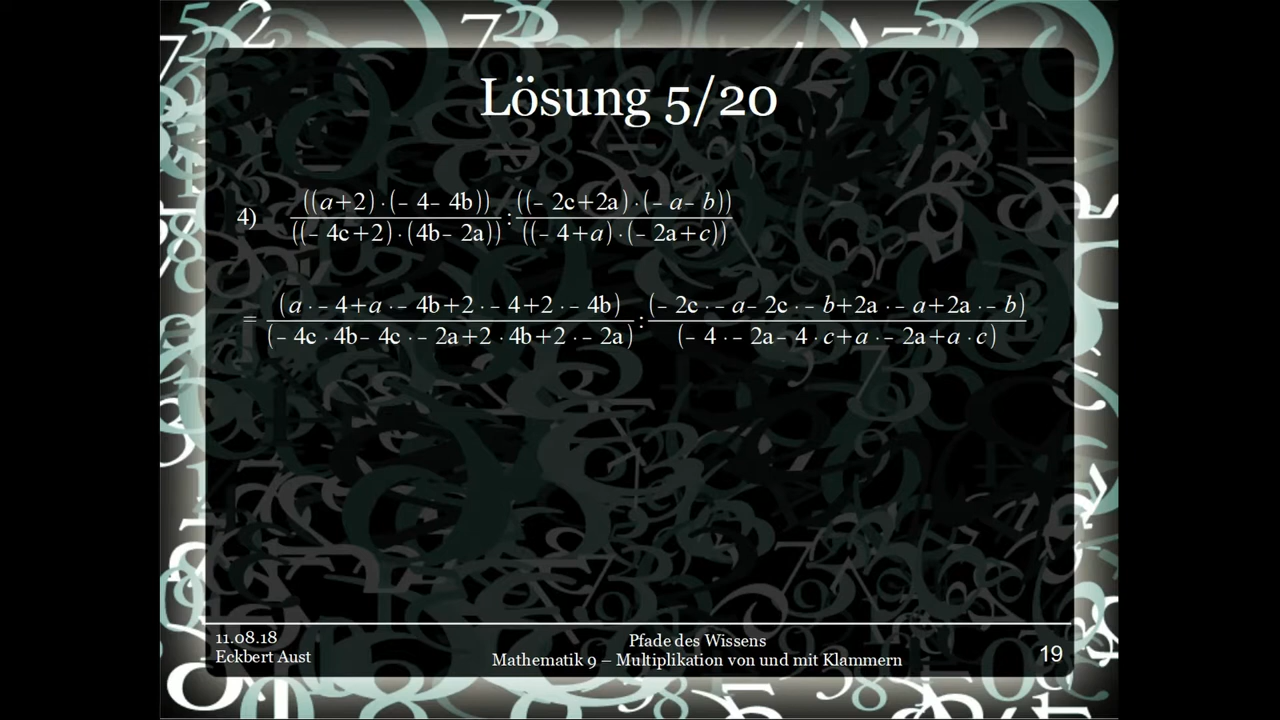 Lösung 5/20
4) ((a+2)·(– 4– 4b)) / ((– 4c+2)·(4b– 2a)) : ((– 2c+2a)·(– a– b)) / ((– 4+a)·(– 2a+c))
= (a·– 4+a·– 4b+2·– 4+2·– 4b) / (– 4c·4b– 4c·– 2a+2·4b+2·– 2a) : (– 2c·– a– 2c·– b+2a·– a+2a·– b) / (– 4·– 2a– 4·c+a·– 2a+a·c)
11.08.18
Eckbert Aust
Pfade des Wissens
Mathematik 9 – Multiplikation von und mit Klammern
19